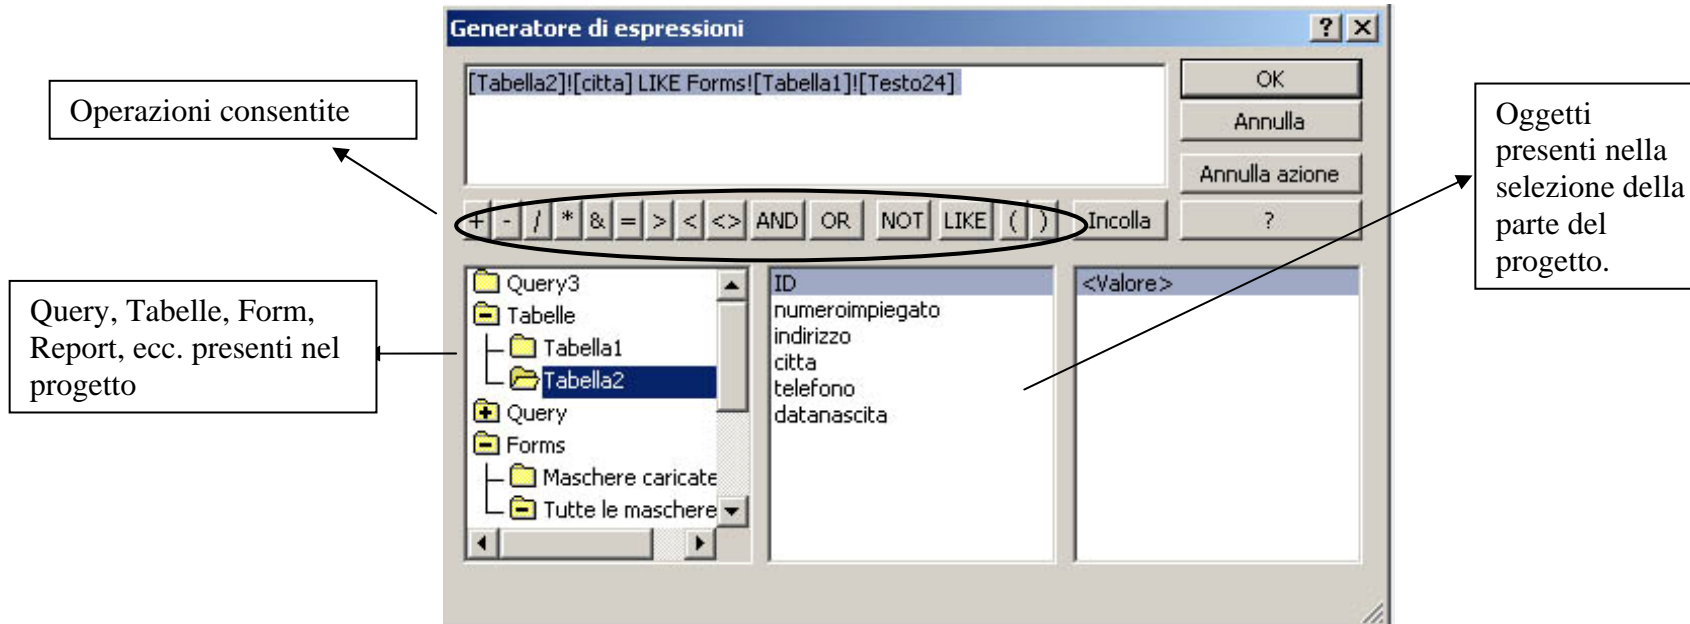 Generatore di espressioni
? ×
[Tabella2]![citta] LIKE Forms![Tabella1]![Testo24]
OK
Annulla
Annulla azione
Operazioni consentite
+ - / * & = > < <> AND OR NOT LIKE ( ) Incolla ?
Query3
Tabelle
Tabella1
Tabella2
Query
Forms
Maschere caricate
Tutte le maschere
ID
numeroimpiegato
indirizzo
citta
telefono
datanascita
<Valore>
Query, Tabelle, Form,
Report, ecc. presenti nel
progetto
Oggetti
presenti nella
selezione della
parte del
progetto.